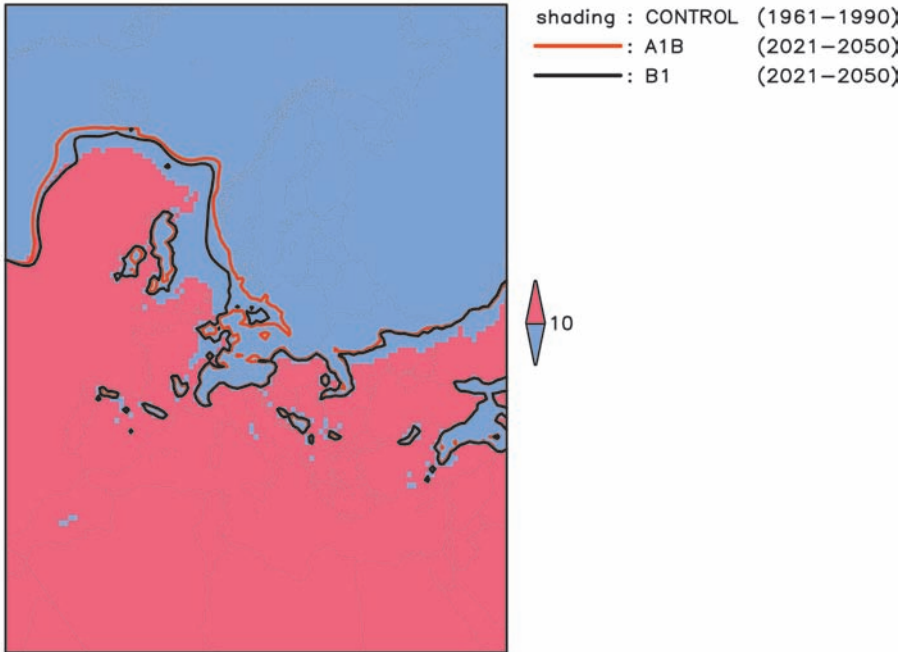 shading : CONTROL (1961−1990)
: A1B (2021−2050)
: B1 (2021−2050)
10